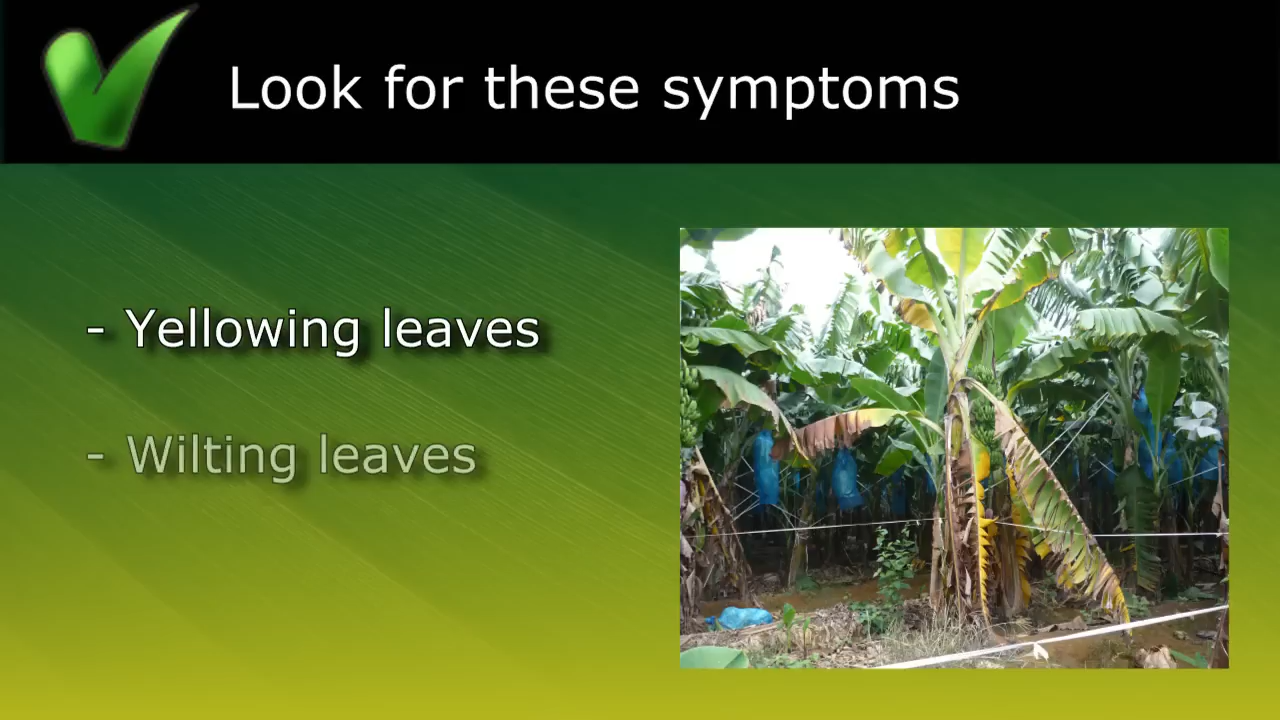 Look for these symptoms
- Yellowing leaves
- Wilting leaves